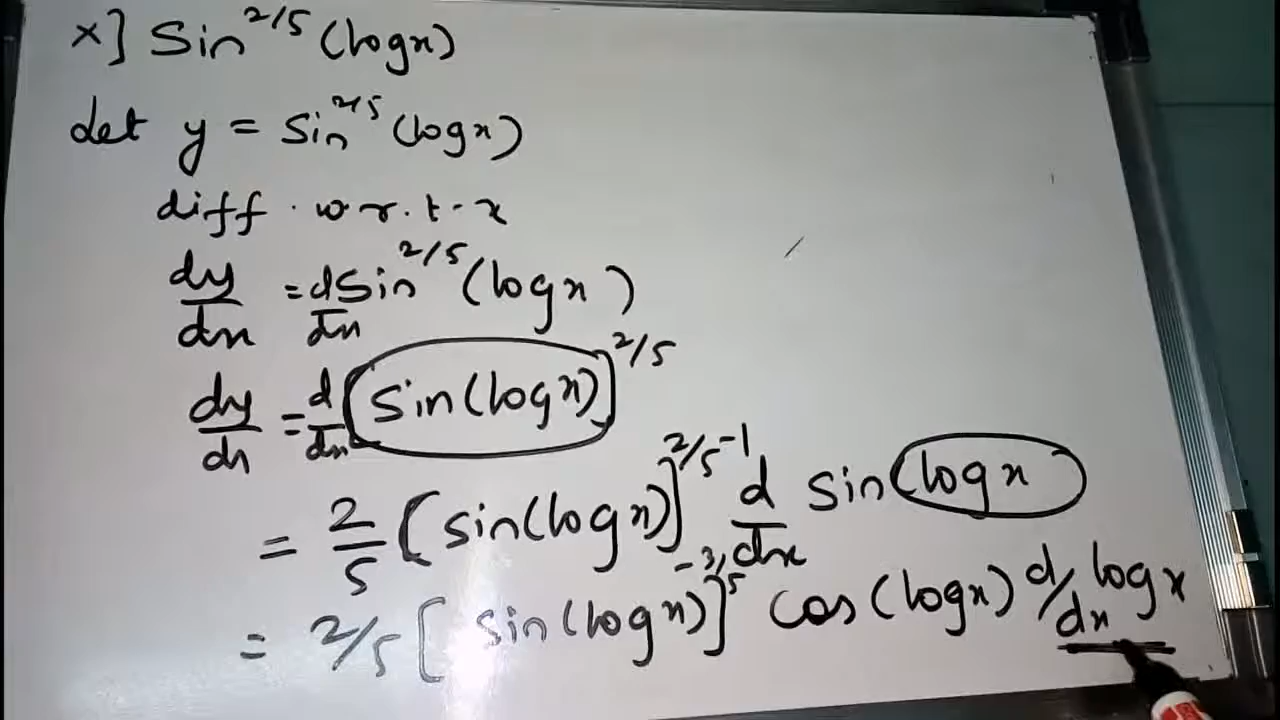 x] Sin^2/5 (logx)
Let y = Sin^2/5 (logx)
diff. w.r.t. x
dy/dx = d/dx Sin^2/5 (logx)
dy/dx = d/dx [sin(logx)]^2/5
= 2/5 [sin(logx)]^2/5-1 d/dx sin(logx
= 2/5 [sin(logx)]^-3/5 cos(logx) d/dx logx